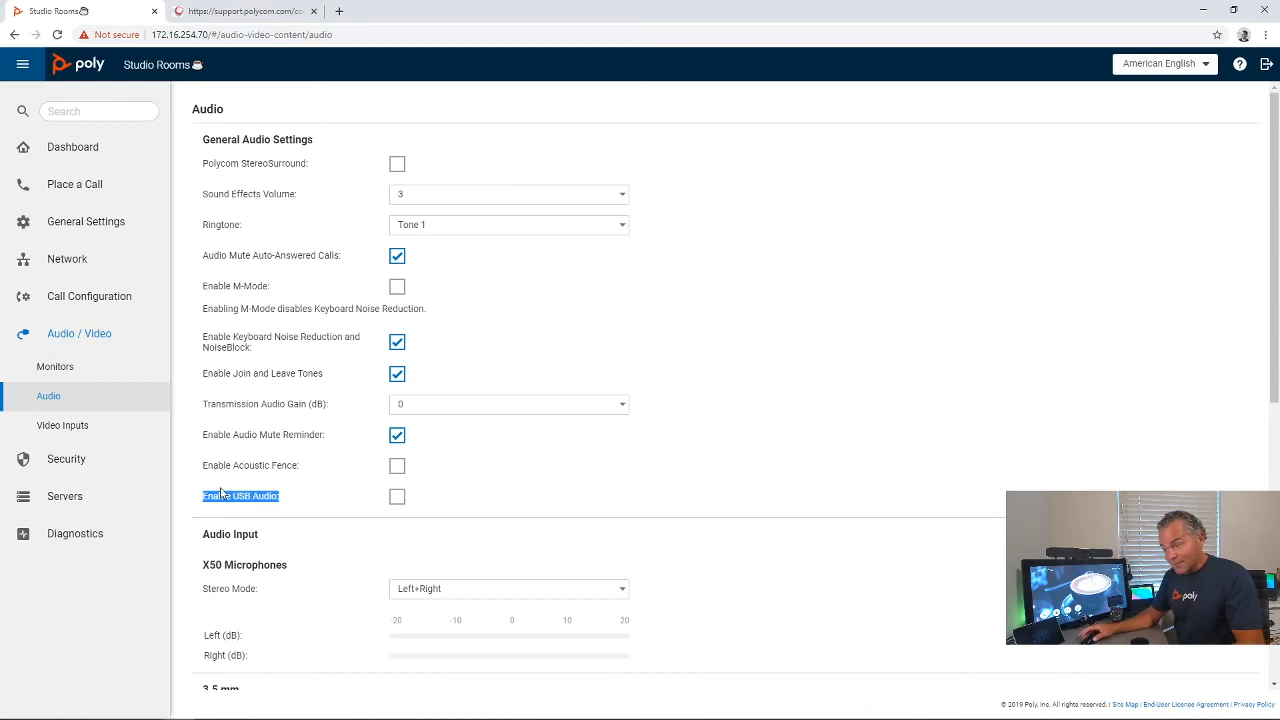 Studio Rooms
https://support.polycom.com/co
Not secure
172.16.254.70/#/audio-video-content/audio
poly
Studio Rooms
American English
Search
Dashboard
Place a Call
General Settings
Network
Call Configuration
Audio / Video
Monitors
Audio
Video Inputs
Security
Servers
Diagnostics
Audio
General Audio Settings
Polycom StereoSurround:
Sound Effects Volume:
3
Ringtone:
Tone 1
Audio Mute Auto-Answered Calls:
Enable M-Mode:
Enabling M-Mode disables Keyboard Noise Reduction.
Enable Keyboard Noise Reduction and
NoiseBlock:
Enable Join and Leave Tones
Transmission Audio Gain (dB):
0
Enable Audio Mute Reminder:
Enable Acoustic Fence:
Enable USB Audio:
Audio Input
X50 Microphones
Stereo Mode:
Left+Right
-20 -10 0 10 20
Left (dB):
Right (dB):
3.5 mm
poly
© 2019 Poly, Inc. All rights reserved. | Site Map | End-User License Agreement | Privacy Policy